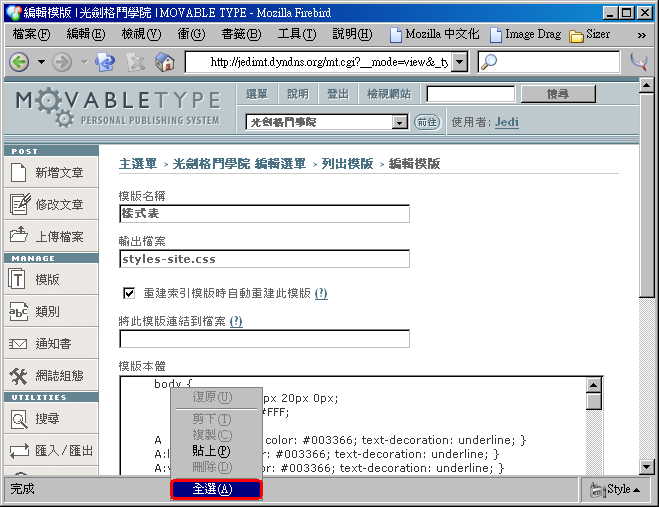 編輯模版 | 光劍格鬥學院 | MOVABLE TYPE - Mozilla Firebird
檔案(F) 編輯(E) 檢視(V) 衝(G) 書籤(B) 工具(T) 說明(H) Mozilla 中文化 Image Drag Sizer
http://jedimt.dyndns.org/mt.cgi?__mode=view&_ty
MOVABLETYPE
PERSONAL PUBLISHING SYSTEM
選單 說明 登出 檢視網站 搜尋
光劍格鬥學院 前往 使用者: Jedi
POST
新增文章
修改文章
上傳檔案
MANAGE
模版
類別
通知書
網誌組態
UTILITIES
搜尋
匯入/匯出
主選單 > 光劍格鬥學院 編輯選單 > 列出模版 > 編輯模版
模版名稱
樣式表
輸出檔案
styles-site.css
重建索引模版時自動重建此模版 (?)
將此模版連結到檔案 (?)
模版本體
body {
px 20px 0px;
#FFF;
A color: #003366; text-decoration: underline; }
A:l color: #003366; text-decoration: underline; }
A:v color: #003366; text-decoration: underline; }
復原(U)
剪下(T)
複製(C)
貼上(P)
刪除(D)
全選(A)
完成 Style